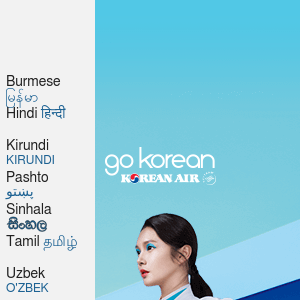 Burmese
မြန်မာ
Hindi हिन्दी
Kirundi
KIRUNDI
Pashto
پښتو
Sinhala
සිංහල
Tamil தமிழ்
Uzbek
O'ZBEK
go korean
KOREAN AIR